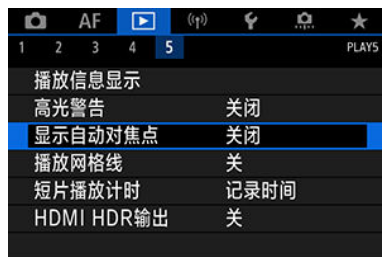 AF
1 2 3 4 5 PLAY5
播放信息显示
高光警告 关闭
显示自动对焦点 关闭
播放网格线 关
短片播放计时 记录时间
HDMI HDR输出 关